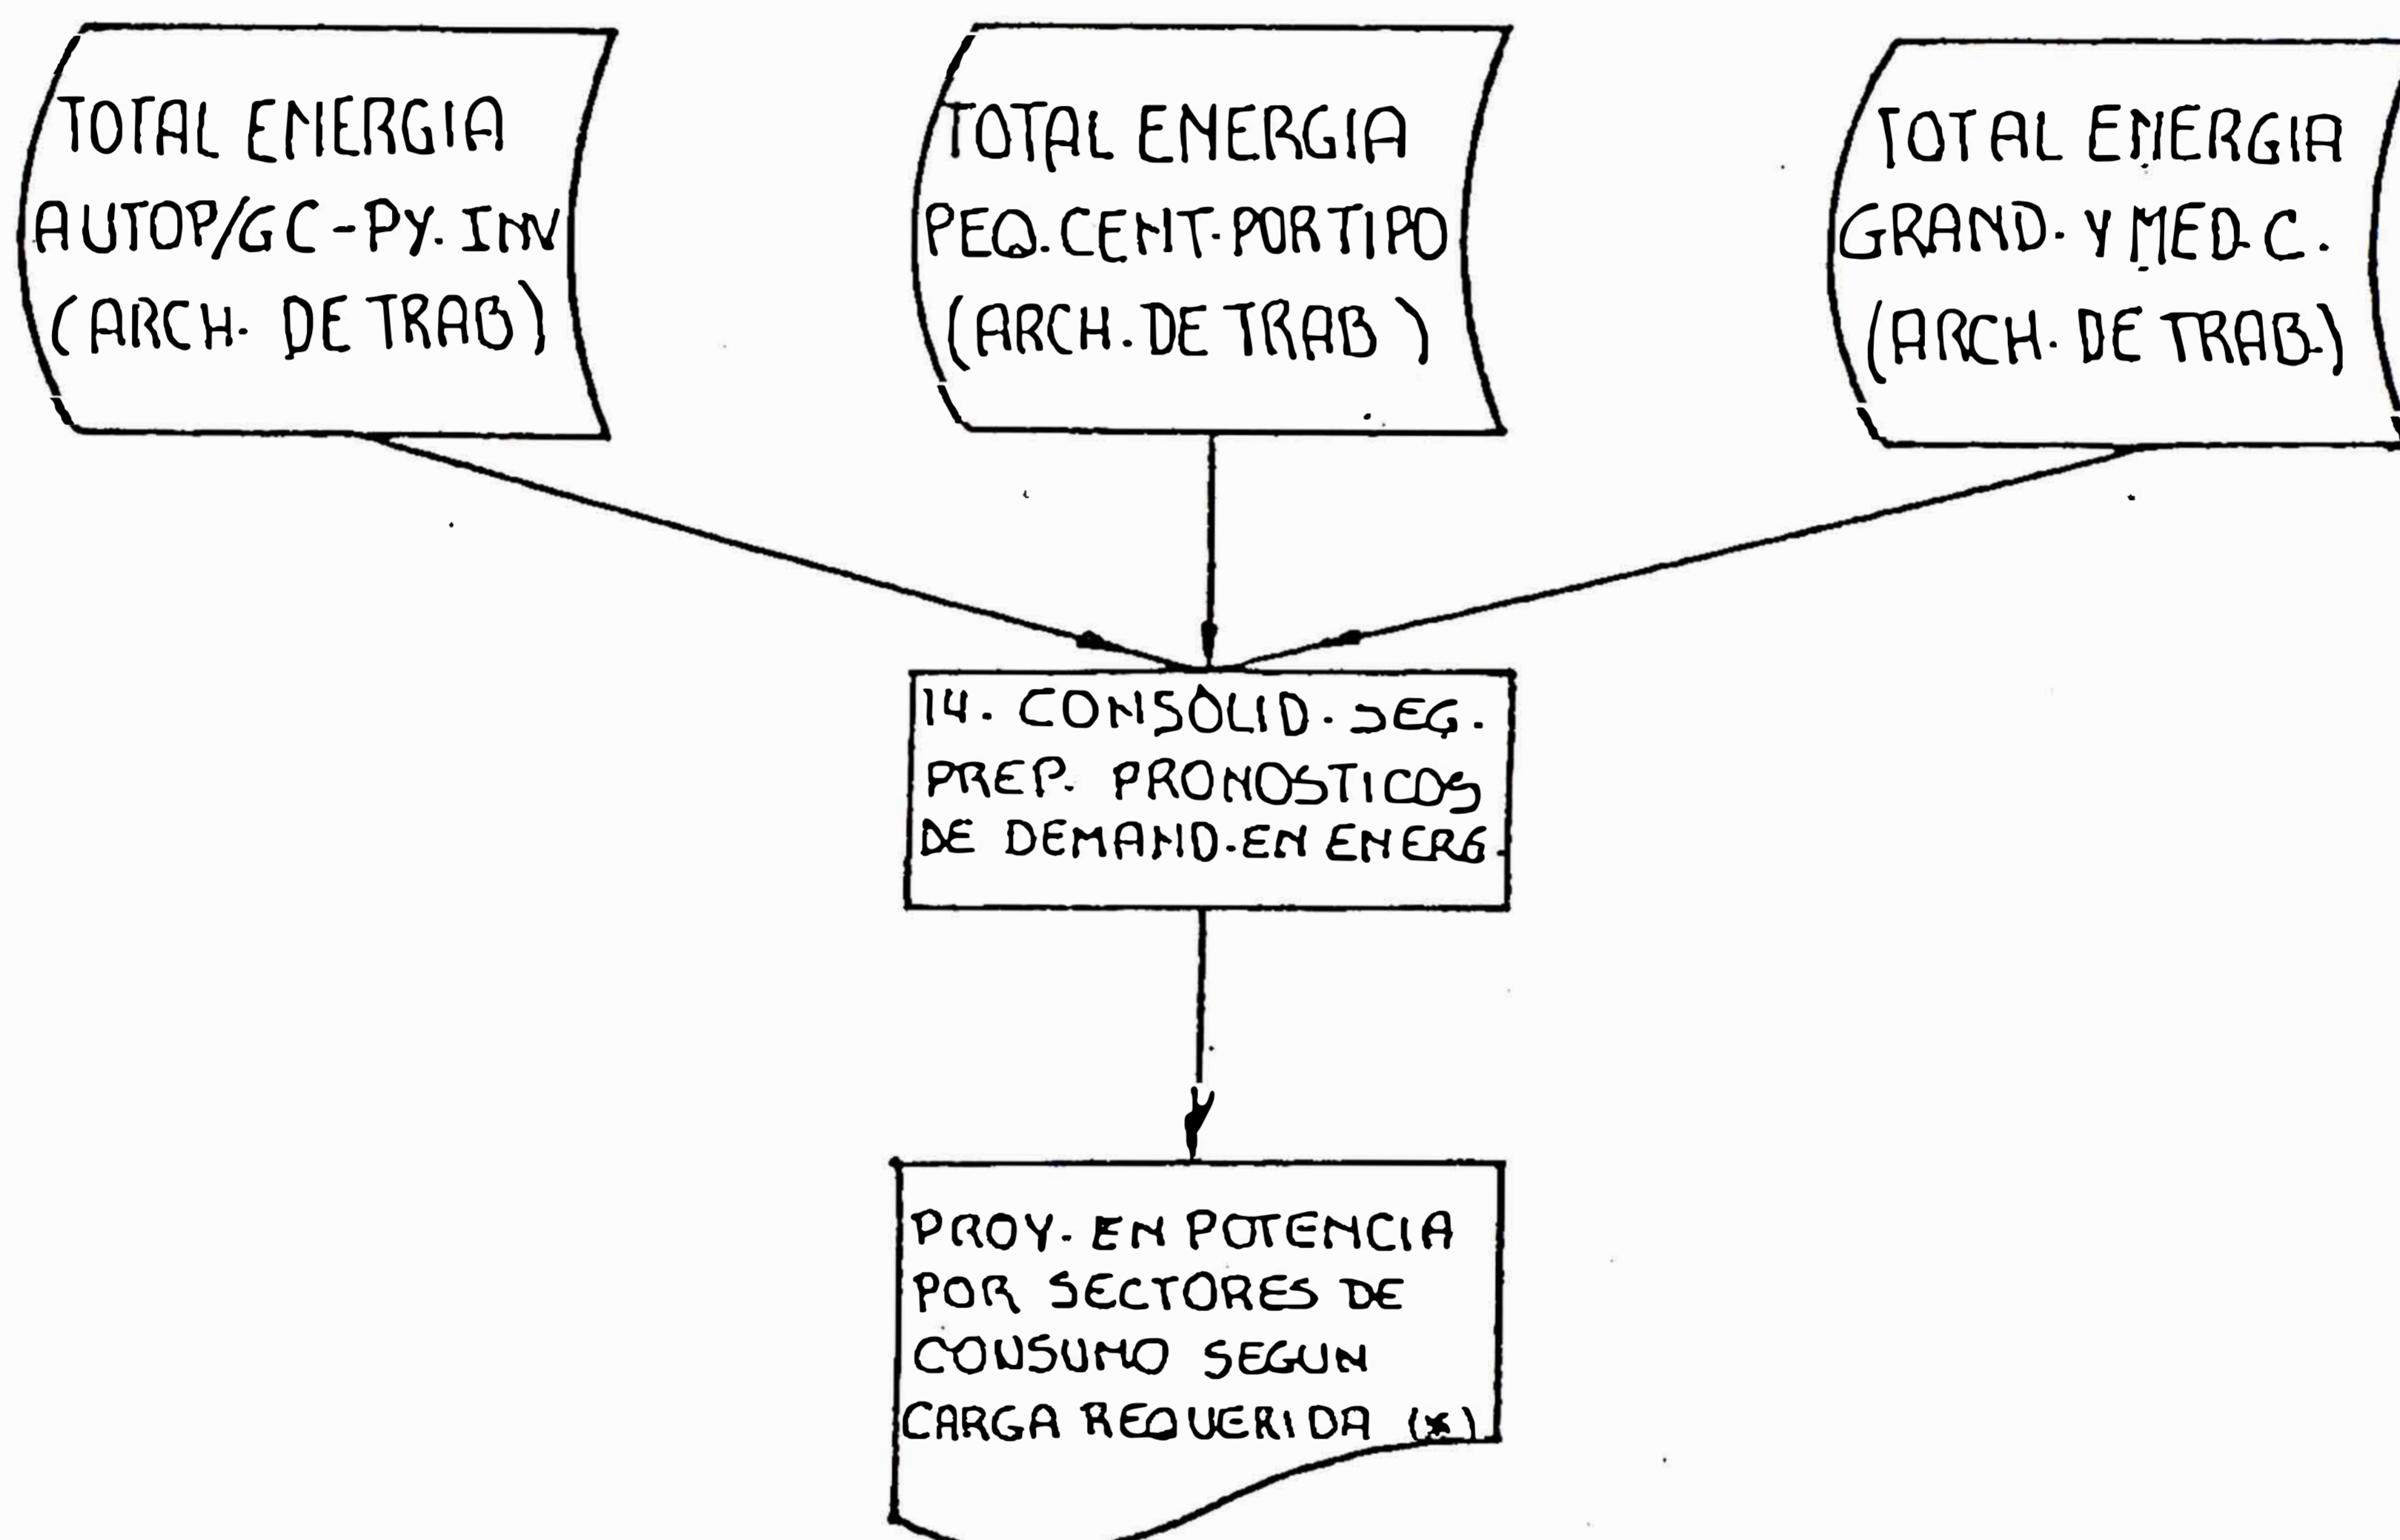 TOTAL ENERGIA
AUTOP/GC-PY. INV
(ARCH. DE TRAB)
TOTAL ENERGIA
PEQ. CENT. POR TIPO
(ARCH. DE TRAB )
TOTAL ENERGIA
GRAND. Y MED. C.
(ARCH. DE TRAB.)
14. CONSOLID. SEG.
PREP. PRONOSTICOS
DE DEMAND. EN ENERG.
PROY. EN POTENCIA
POR SECTORES DE
CONSUMO SEGUN
CARGA REQUERIDA (*)